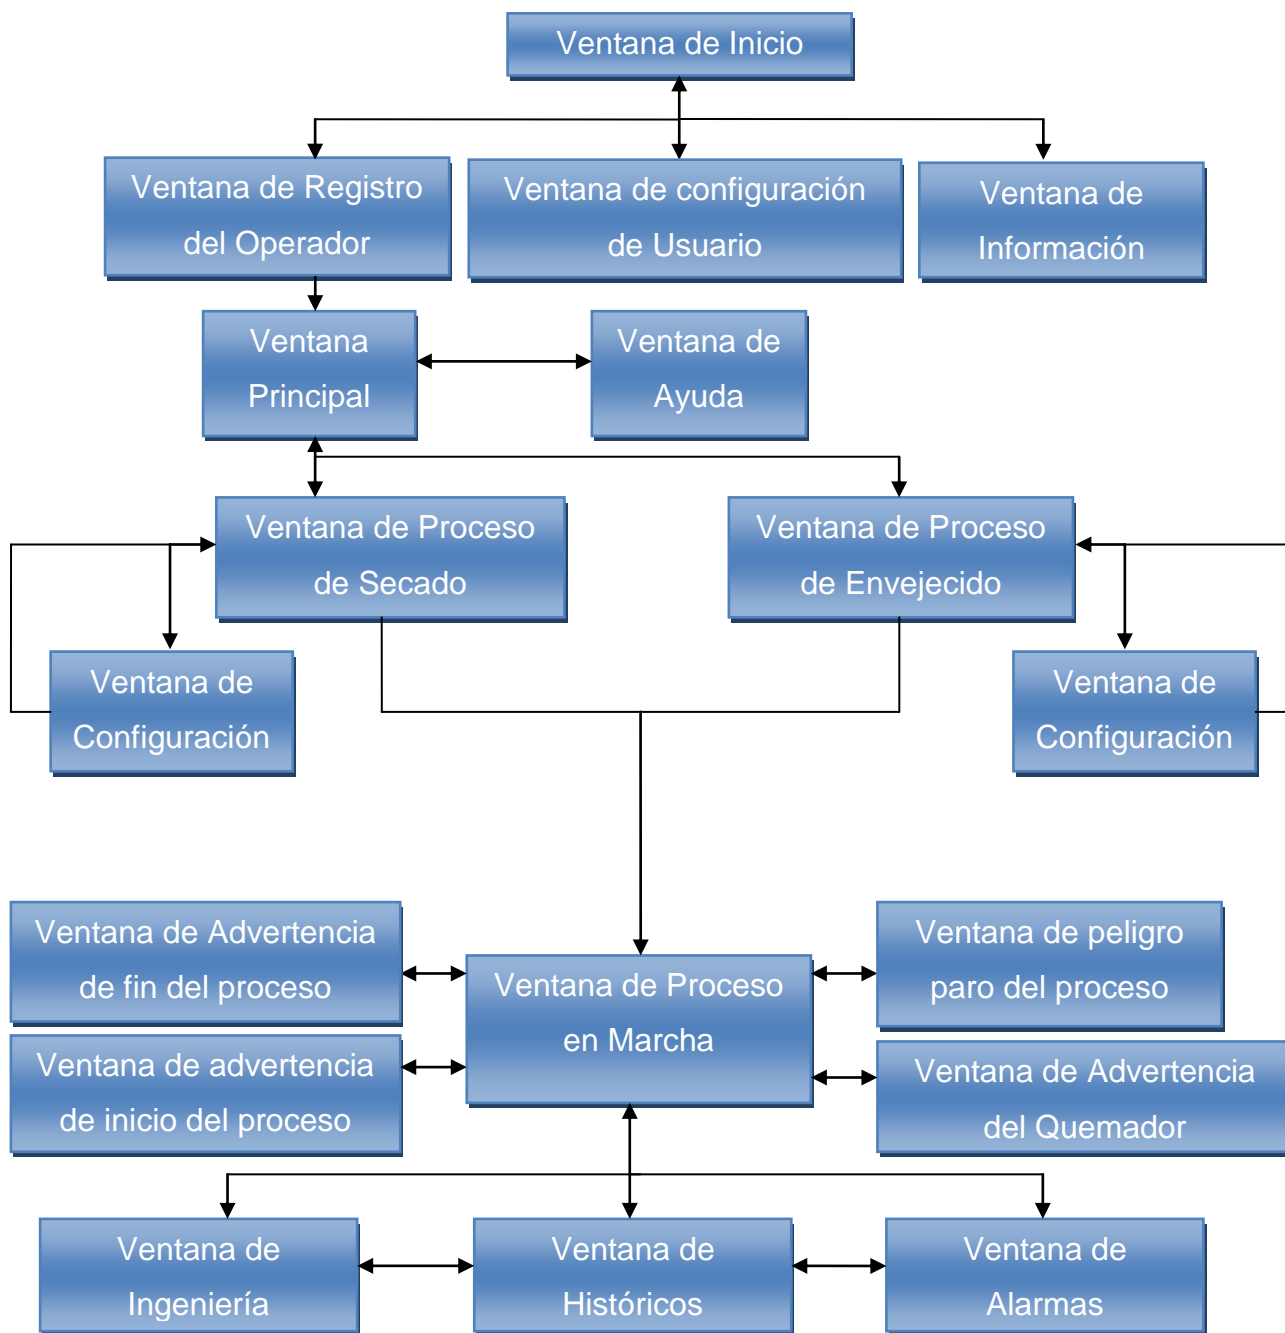 Ventana de Inicio
Ventana de Registro
del Operador
Ventana de configuración
de Usuario
Ventana de
Información
Ventana
Principal
Ventana de
Ayuda
Ventana de Proceso
de Secado
Ventana de Proceso
de Envejecido
Ventana de
Configuración
Ventana de
Configuración
Ventana de Advertencia
de fin del proceso
Ventana de peligro
paro del proceso
Ventana de Proceso
en Marcha
Ventana de advertencia
de inicio del proceso
Ventana de Advertencia
del Quemador
Ventana de
Ingeniería
Ventana de
Históricos
Ventana de
Alarmas